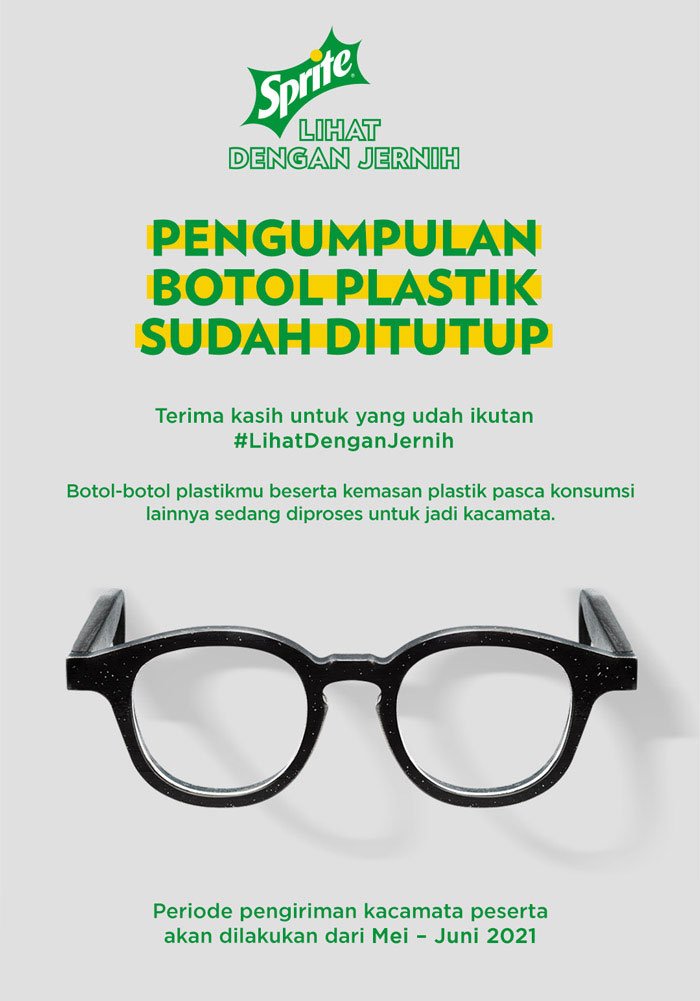 Sprite
LIHAT
DENGAN JERNIH
PENGUMPULAN
BOTOL PLASTIK
SUDAH DITUTUP
Terima kasih untuk yang udah ikutan
#LihatDenganJernih
Botol-botol plastikmu beserta kemasan plastik pasca konsumsi
lainnya sedang diproses untuk jadi kacamata.
Periode pengiriman kacamata peserta
akan dilakukan dari Mei – Juni 2021